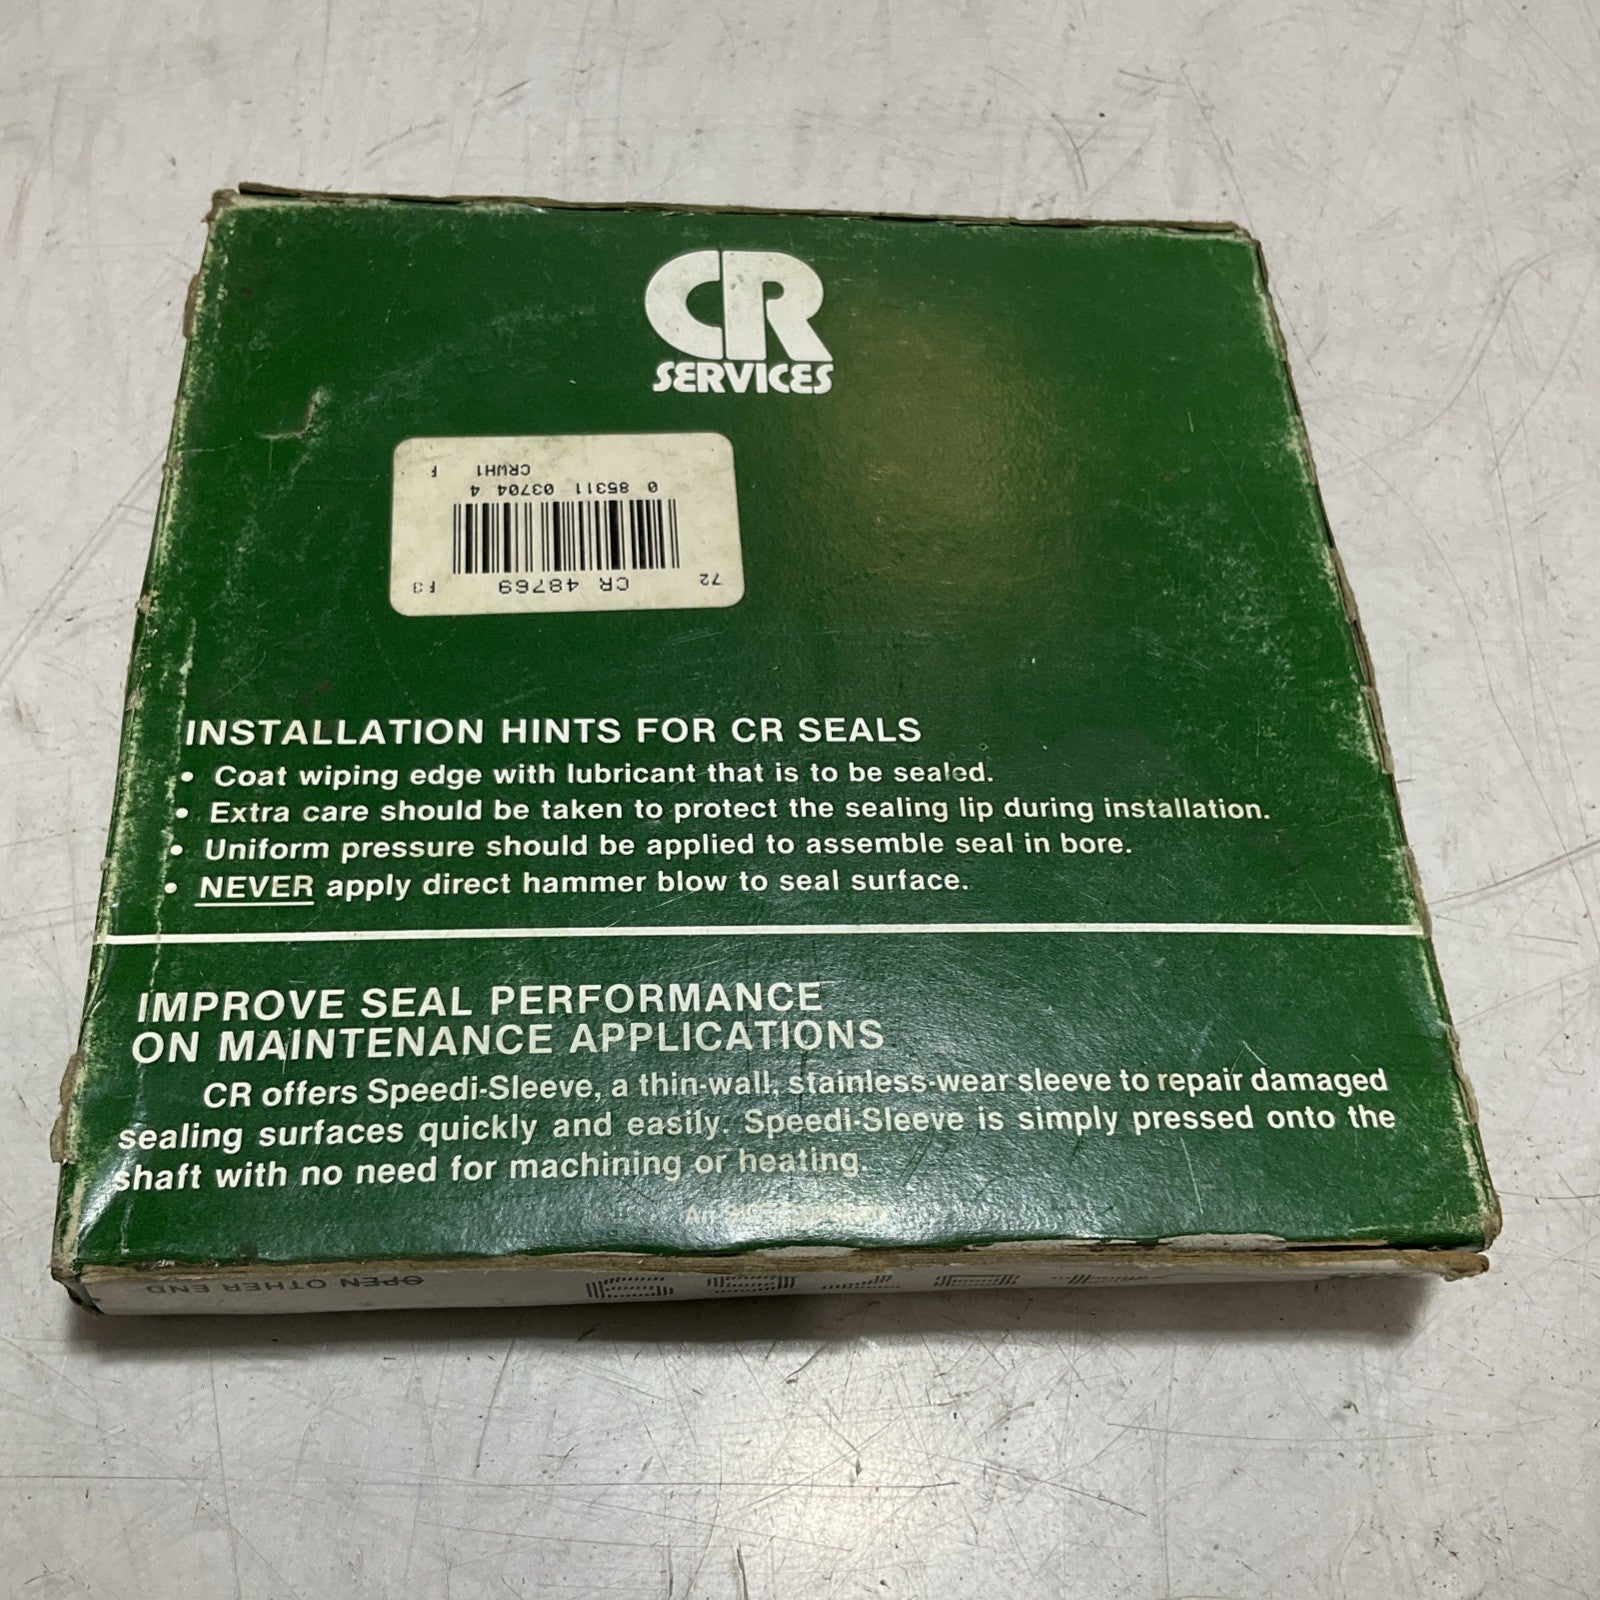 CR
SERVICES
72 CR 48769 F3
0 85311 03704 4
CRWH1 F
INSTALLATION HINTS FOR CR SEALS
• Coat wiping edge with lubricant that is to be sealed.
• Extra care should be taken to protect the sealing lip during installation.
• Uniform pressure should be applied to assemble seal in bore.
• NEVER apply direct hammer blow to seal surface.
IMPROVE SEAL PERFORMANCE
ON MAINTENANCE APPLICATIONS
CR offers Speedi-Sleeve, a thin-wall, stainless-wear sleeve to repair damaged
sealing surfaces quickly and easily. Speedi-Sleeve is simply pressed onto the
shaft with no need for machining or heating.
An
OPEN OTHER END